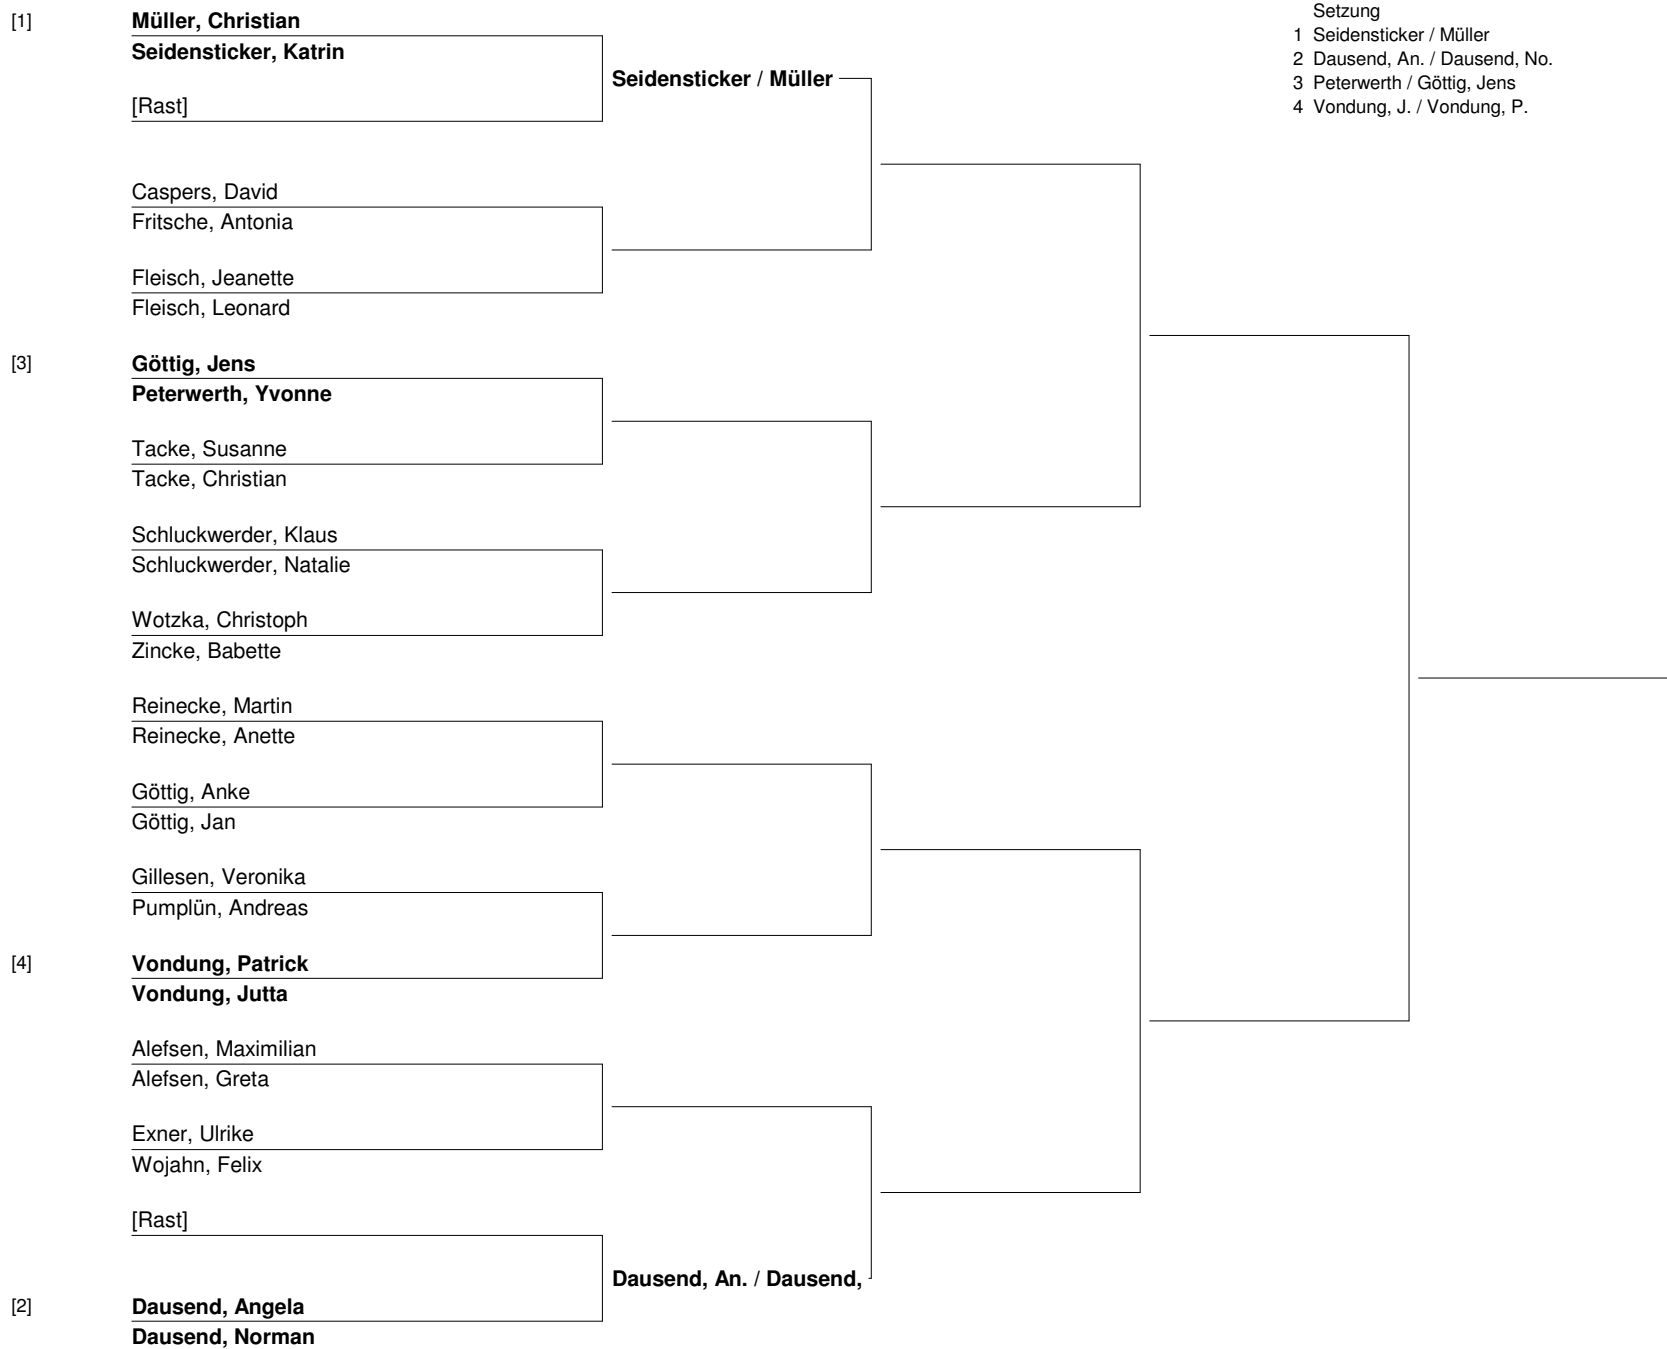 [1] Müller, Christian
Seidensticker, Katrin
Seidensticker / Müller
[Rast]
Caspers, David
Fritsche, Antonia
Fleisch, Jeanette
Fleisch, Leonard
[3] Göttig, Jens
Peterwerth, Yvonne
Tacke, Susanne
Tacke, Christian
Schluckwerder, Klaus
Schluckwerder, Natalie
Wotzka, Christoph
Zincke, Babette
Reinecke, Martin
Reinecke, Anette
Göttig, Anke
Göttig, Jan
Gillesen, Veronika
Pumplün, Andreas
[4] Vondung, Patrick
Vondung, Jutta
Alefsen, Maximilian
Alefsen, Greta
Exner, Ulrike
Wojahn, Felix
[Rast]
Dausend, An. / Dausend,
[2] Dausend, Angela
Dausend, Norman
Setzung
1 Seidensticker / Müller
2 Dausend, An. / Dausend, No.
3 Peterwerth / Göttig, Jens
4 Vondung, J. / Vondung, P.